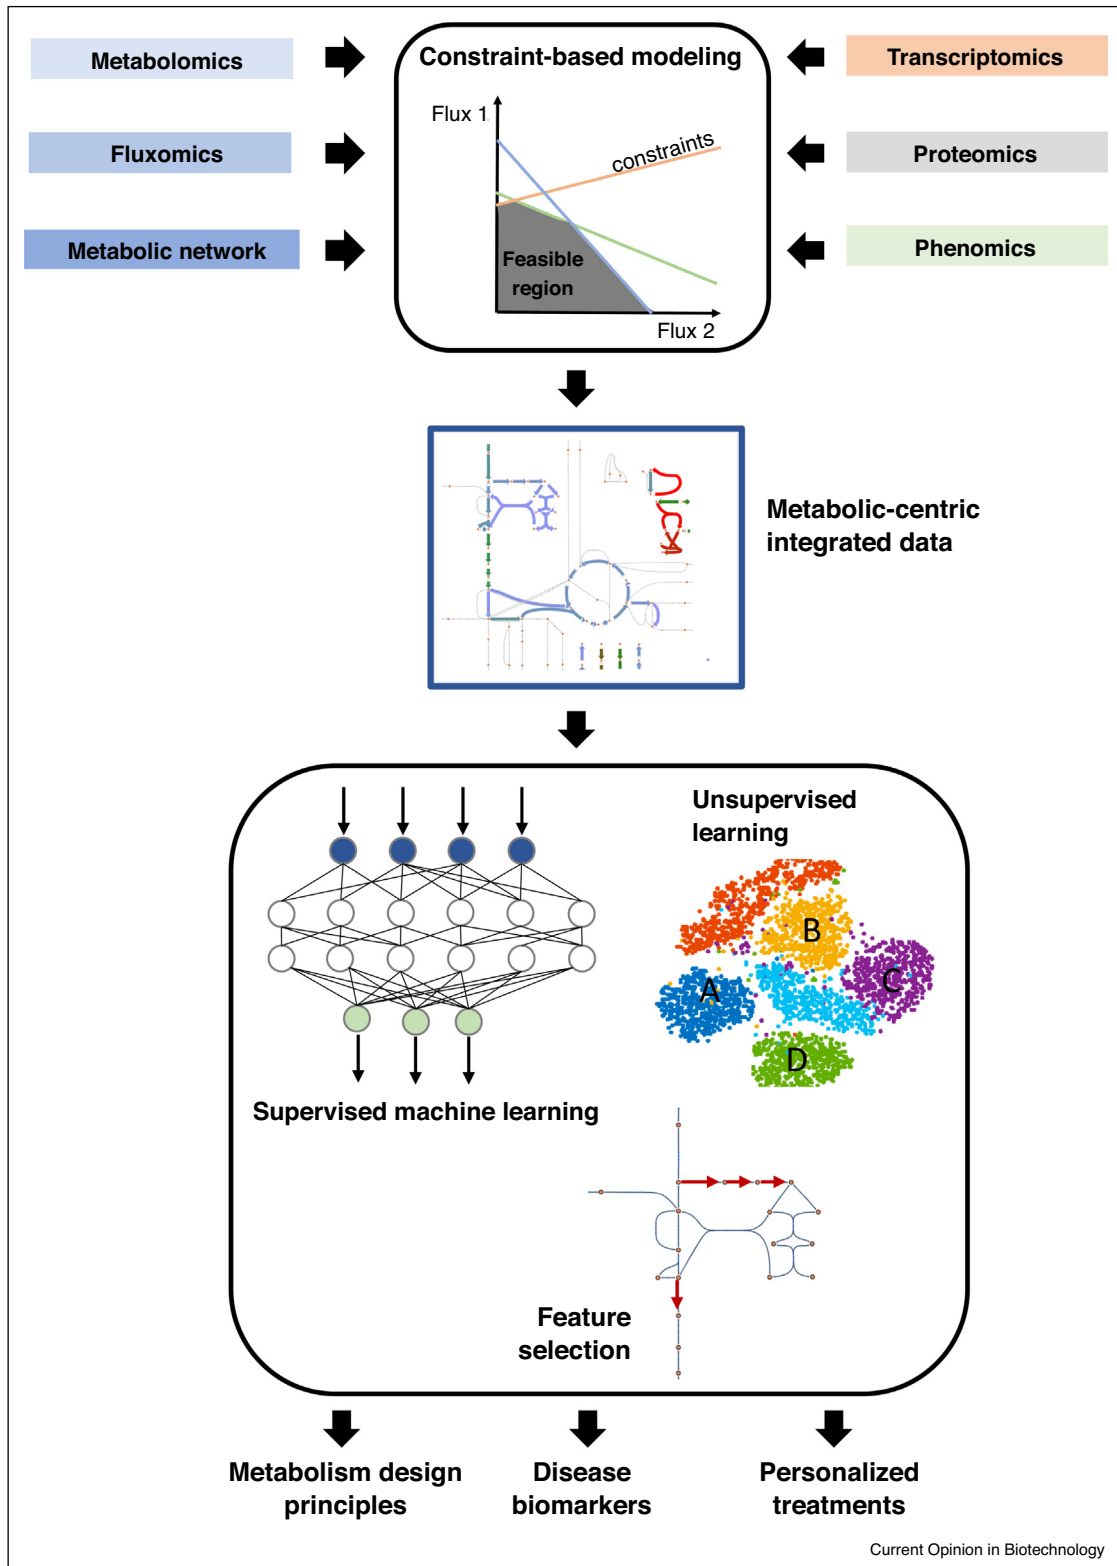 Metabolomics
Constraint-based modeling
Transcriptomics
Flux 1
constraints
Fluxomics
Proteomics
Metabolic network
Feasible
region
Phenomics
Flux 2
Metabolic-centric
integrated data
Unsupervised
learning
B
A
C
D
Supervised machine learning
Feature
selection
Metabolism design
principles
Disease
biomarkers
Personalized
treatments
Current Opinion in Biotechnology